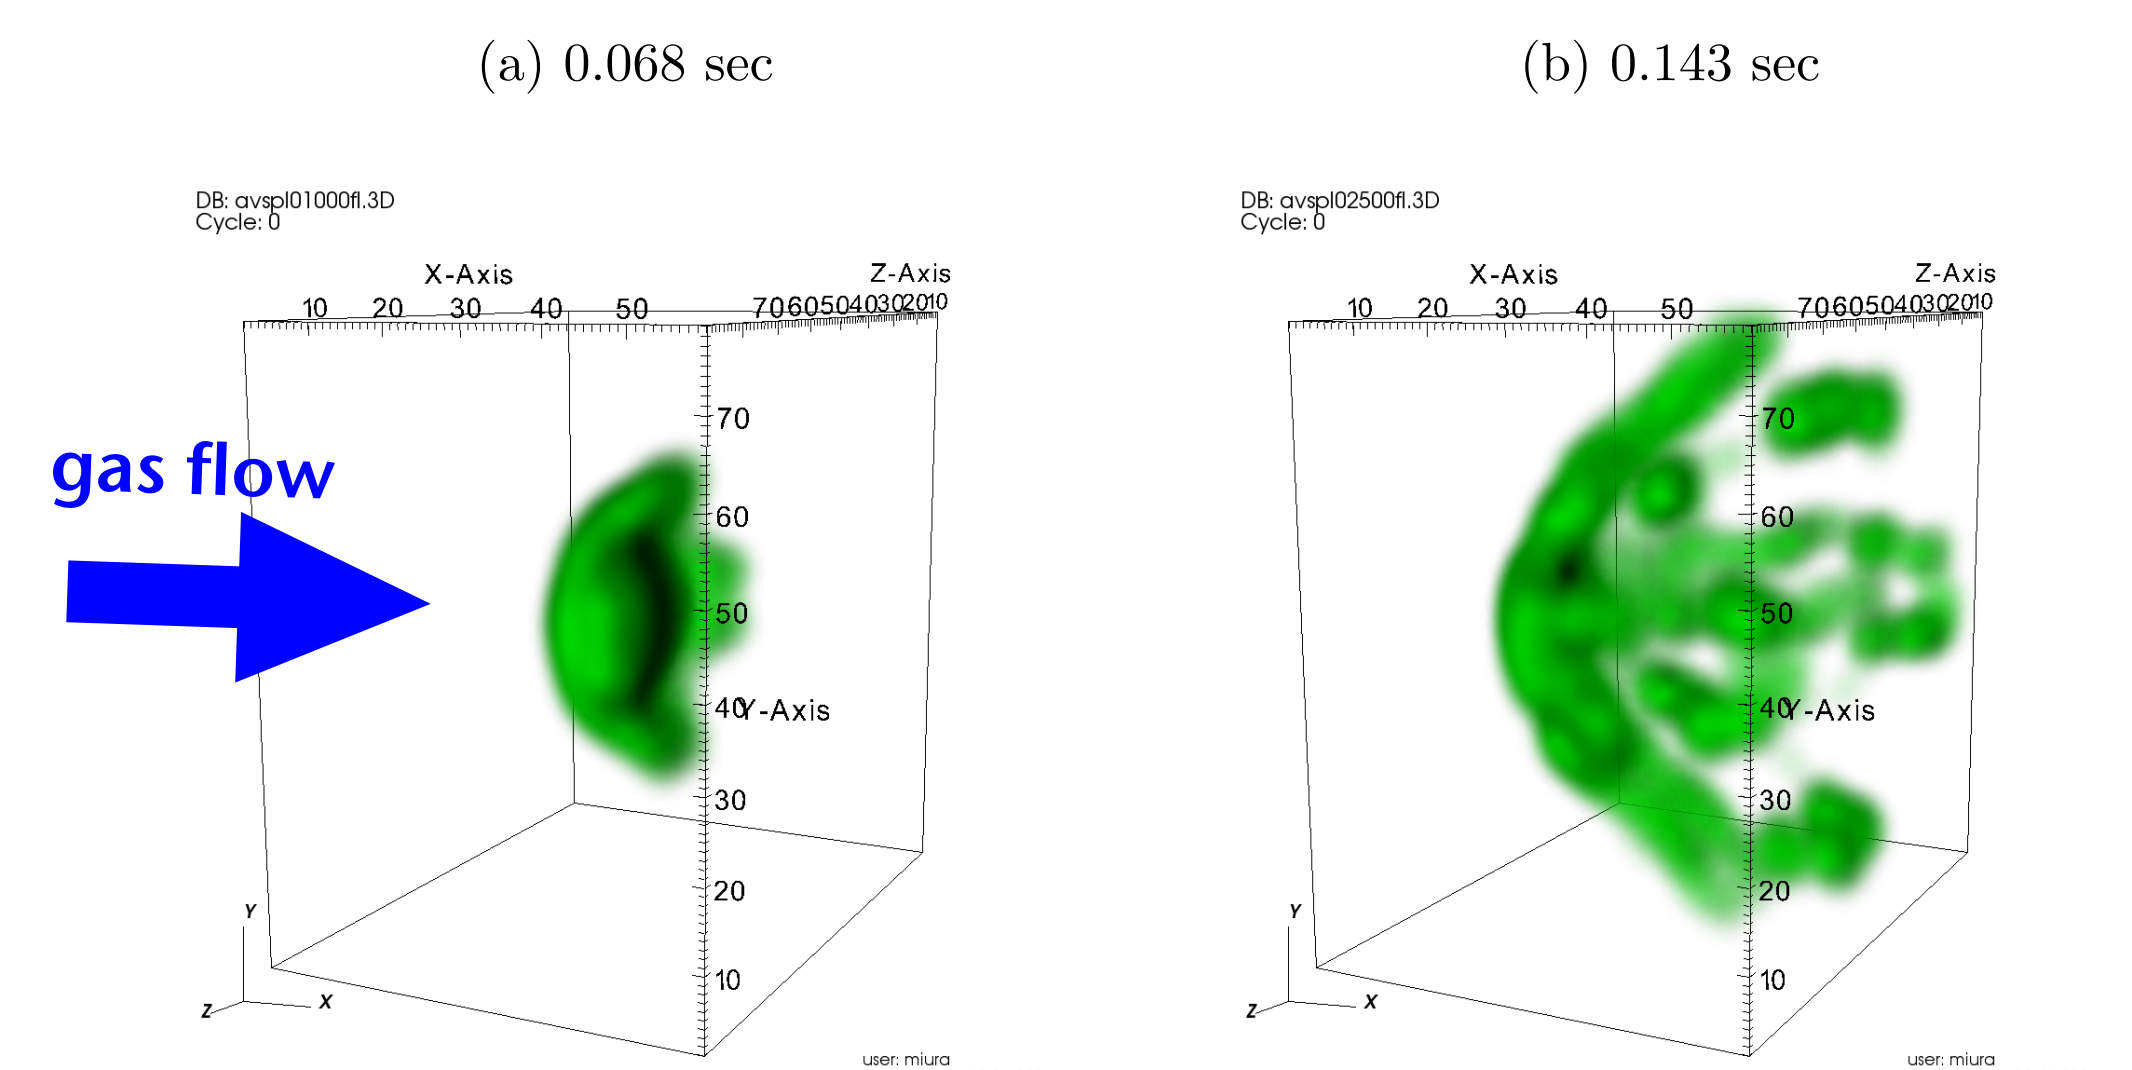 (a) 0.068 sec
DB: avspl01000fl.3D
Cycle: 0
X-Axis
Z-Axis
10 20 30 40 50
70 60 50 40 30 20 10
gas flow
70
60
50
40
Y-Axis
30
20
10
Y
Z
X
user: miura
(b) 0.143 sec
DB: avspl02500fl.3D
Cycle: 0
X-Axis
Z-Axis
10 20 30 40 50
70 60 50 40 30 20 10
70
60
50
40
Y-Axis
30
20
10
Y
Z
X
user: miura